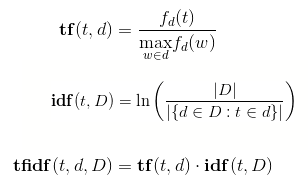 tf(t, d) = f_d(t) / max_{w∈d} f_d(w)
idf(t, D) = ln(|D| / |{d ∈ D : t ∈ d}|)
tfidf(t, d, D) = tf(t, d) · idf(t, D)